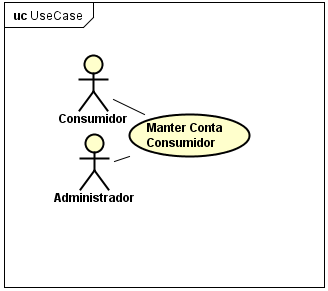 uc UseCase
Consumidor
Manter Conta
Consumidor
Administrador